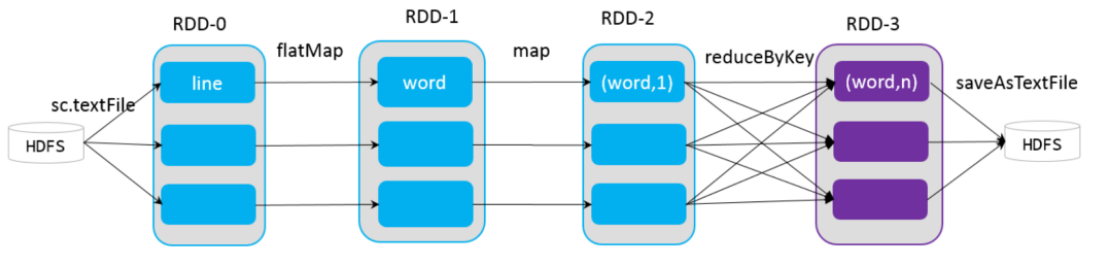 RDD-0
RDD-1
RDD-2
RDD-3
flatMap
map
reduceByKey
sc.textFile
line
word
(word,1)
(word,n)
saveAsTextFile
HDFS
HDFS